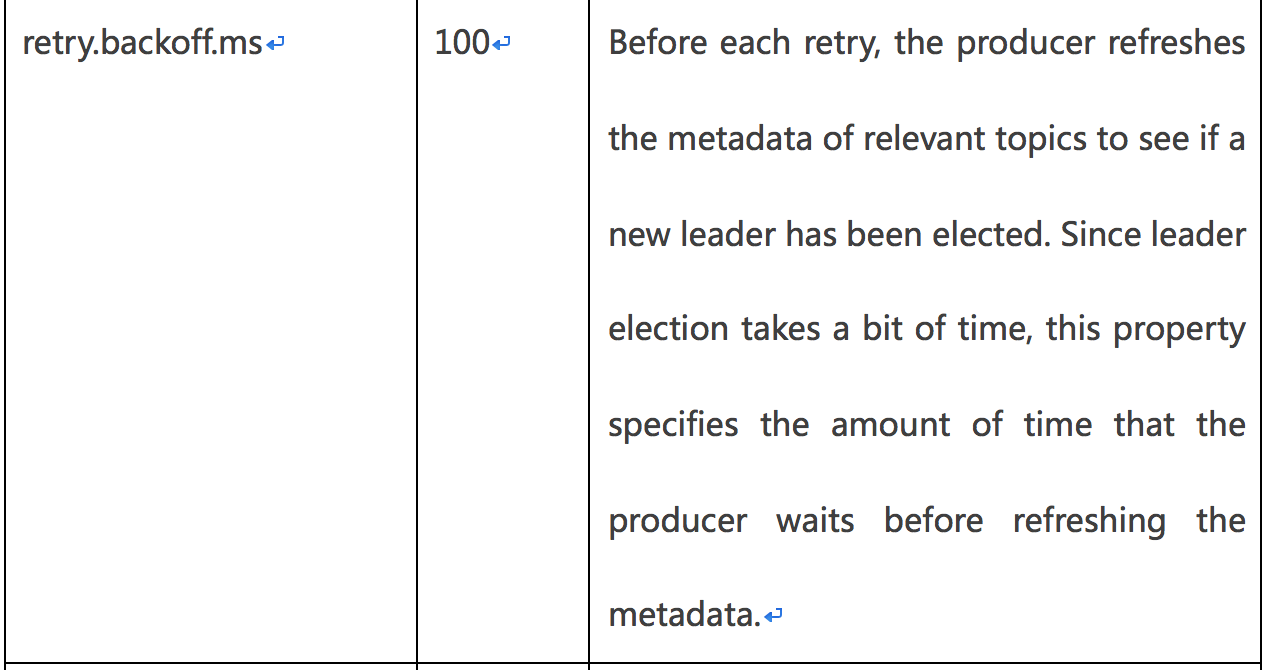 retry.backoff.ms
100
Before each retry, the producer refreshes
the metadata of relevant topics to see if a
new leader has been elected. Since leader
election takes a bit of time, this property
specifies the amount of time that the
producer waits before refreshing the
metadata.